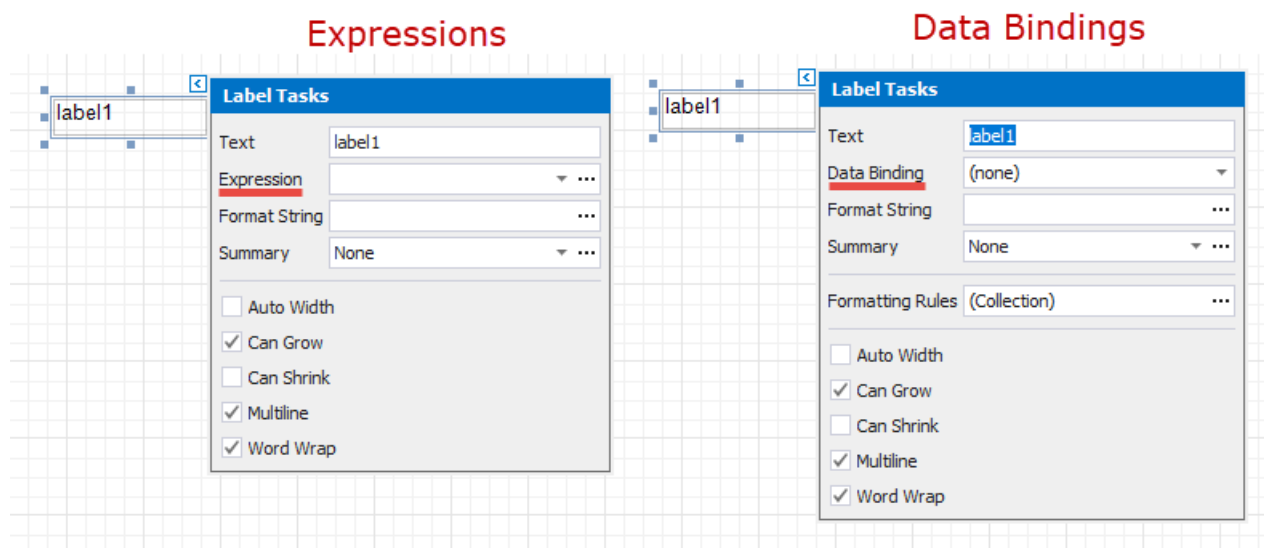 Expressions
label1
Label Tasks
Text label1
Expression
Format String
Summary None
Auto Width
Can Grow
Can Shrink
Multiline
Word Wrap
Data Bindings
label1
Label Tasks
Text label1
Data Binding (none)
Format String
Summary None
Formatting Rules (Collection)
Auto Width
Can Grow
Can Shrink
Multiline
Word Wrap